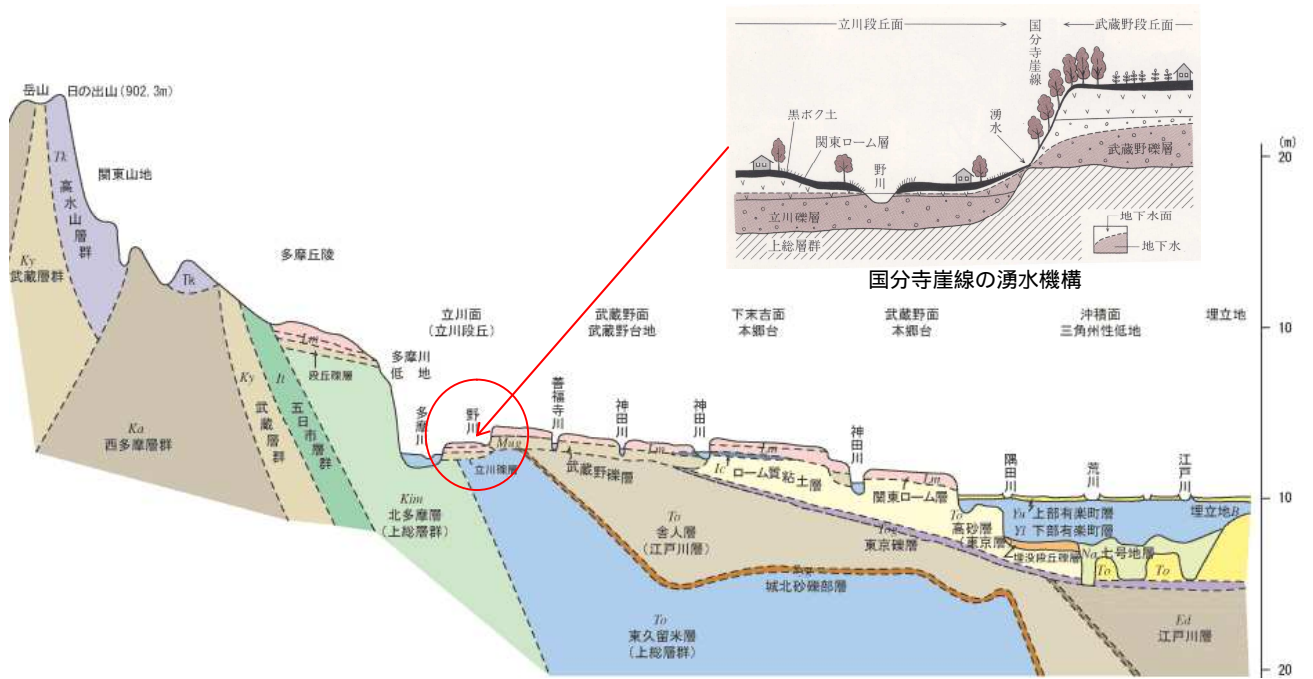 立川段丘面
国分寺崖線
武蔵野段丘面
黒ボク土
関東ローム層
野川
湧水
武蔵野礫層
立川礫層
上総層群
地下水面
地下水
国分寺崖線の湧水機構
岳山
日の出山(902.3m)
関東山地
Tk
高水山層群
Ky
武蔵層群
Tk
Ka
西多摩層群
多摩丘陵
Lm
段丘礫層
Ky
武蔵層群
It
五日市層群
多摩川
低地
多摩川
Kim
北多摩層
(上総層群)
立川面
(立川段丘)
野川
立川礫層
Mug
武蔵野面
武蔵野台地
善福寺川
神田川
武蔵野礫層
Lm
神田川
下末吉面
本郷台
Lm
Ic
ローム質粘土層
神田川
武蔵野面
本郷台
Lm
関東ローム層
To
舎人層
(江戸川層)
東京礫層
To
高砂層
(東京層)
城北砂礫部層
To
東久留米層
(上総層群)
沖積面
三角州性低地
埋立地
隅田川
荒川
江戸川
埋立地B
Yu 上部有楽町層
Yl 下部有楽町層
埋没段丘礫層
Na 七号地層
To
To
Ed
江戸川層
(m)
20
10
10
20